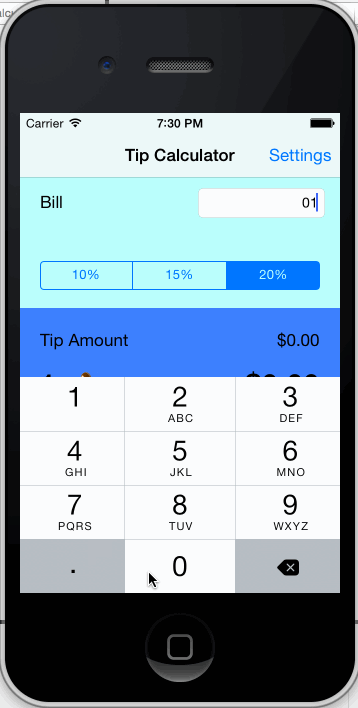 Carrier 7:30 PM
Tip Calculator Settings
Bill 01
10% 15% 20%
Tip Amount $0.00
1 2 3
ABC DEF
4 5 6
GHI JKL MNO
7 8 9
PQRS TUV WXYZ
. 0